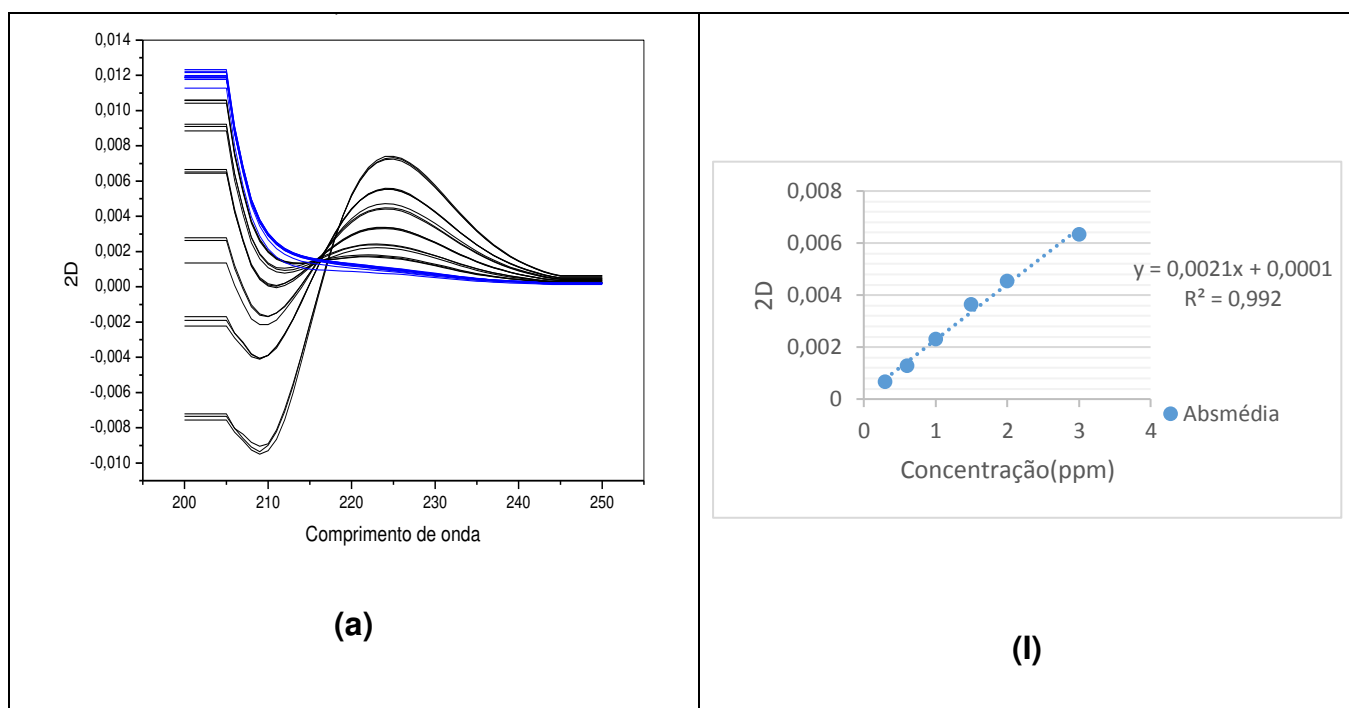 0,014
0,012
0,010
0,008
0,006
0,004
0,002
0,000
-0,002
-0,004
-0,006
-0,008
-0,010
2D
200 210 220 230 240 250
Comprimento de onda
(a)
0,008
0,006
0,004
0,002
0
2D
y = 0,0021x + 0,0001
R² = 0,992
Absmédia
0 1 2 3 4
Concentração(ppm)
(I)